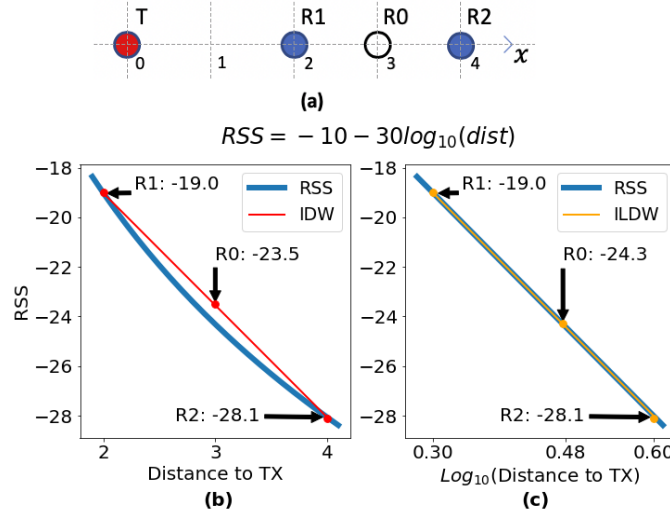 T R1 R0 R2
0 1 2 3 4 x
(a)
RSS = −10 − 30log₁₀(dist)
−18 −20 −22 −24 −26 −28
RSS
R1: -19.0
RSS
IDW
R0: -23.5
R2: -28.1
2 3 4
Distance to TX
(b)
−18 −20 −22 −24 −26 −28
R1: -19.0
RSS
ILDW
R0: -24.3
R2: -28.1
0.30 0.48 0.60
Log₁₀(Distance to TX)
(c)